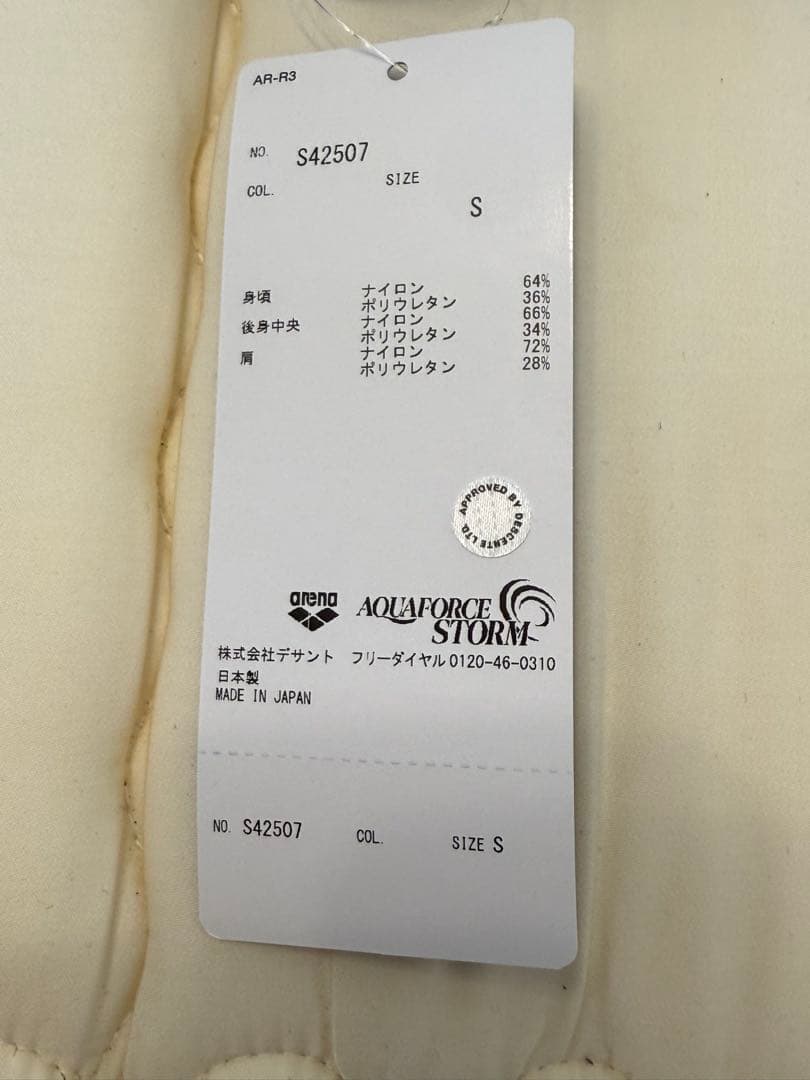 AR-R3
NO. S42507
COL. SIZE
S
身頃 ナイロン 64%
ポリウレタン 36%
後身中央 ナイロン 66%
ポリウレタン 34%
肩 ナイロン 72%
ポリウレタン 28%
APPROVED BY DESCENTE LTD.
arena AQUAFORCE
STORM
株式会社デサント フリーダイヤル 0120-46-0310
日本製
MADE IN JAPAN
NO. S42507 COL. SIZE S